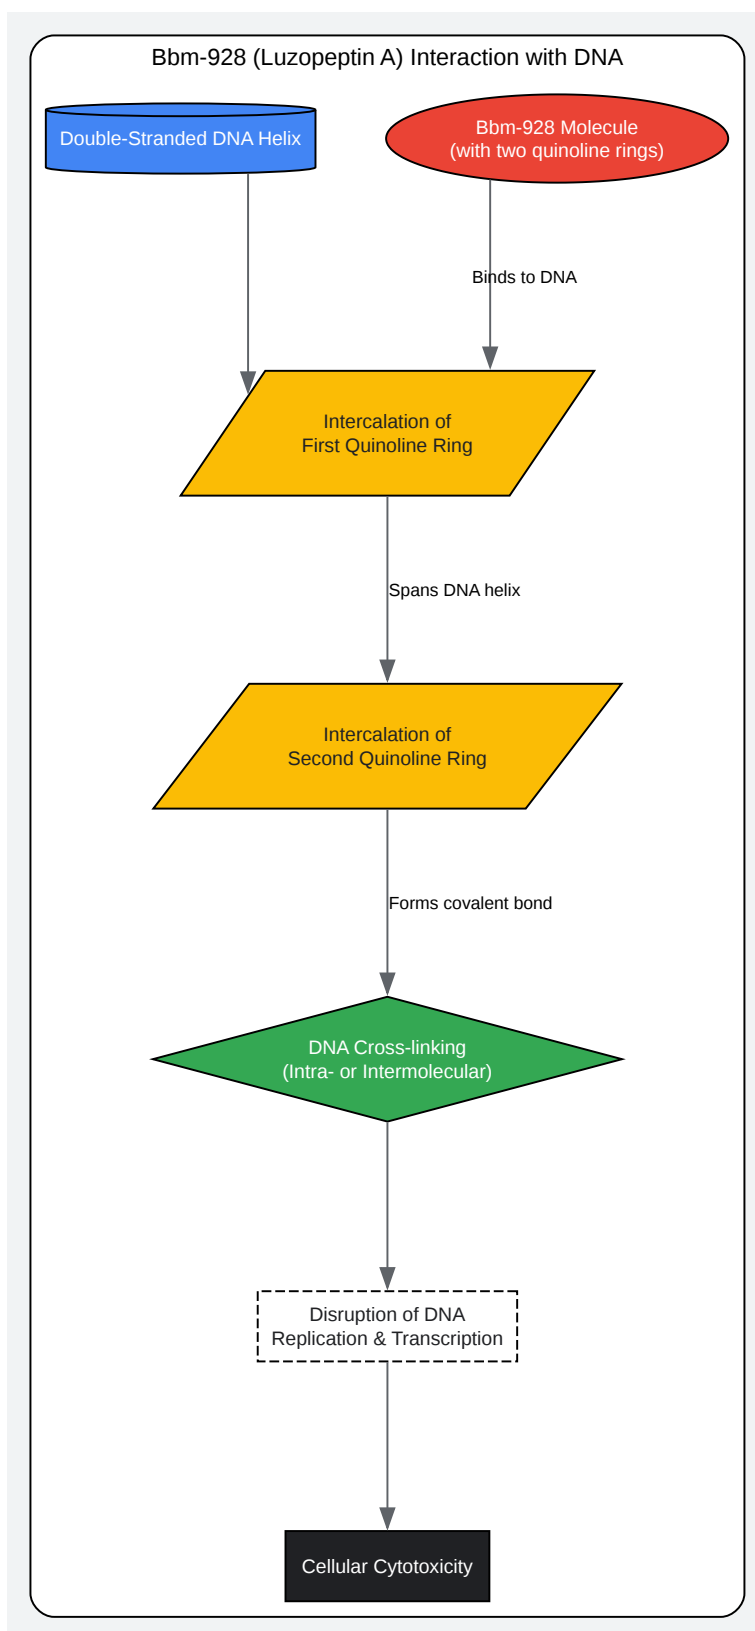 Bbm-928 (Luzopeptin A) Interaction with DNA
Double-Stranded DNA Helix
Bbm-928 Molecule
(with two quinoline rings)
Binds to DNA
Intercalation of
First Quinoline Ring
Spans DNA helix
Intercalation of
Second Quinoline Ring
Forms covalent bond
DNA Cross-linking
(Intra- or Intermolecular)
Disruption of DNA
Replication & Transcription
Cellular Cytotoxicity